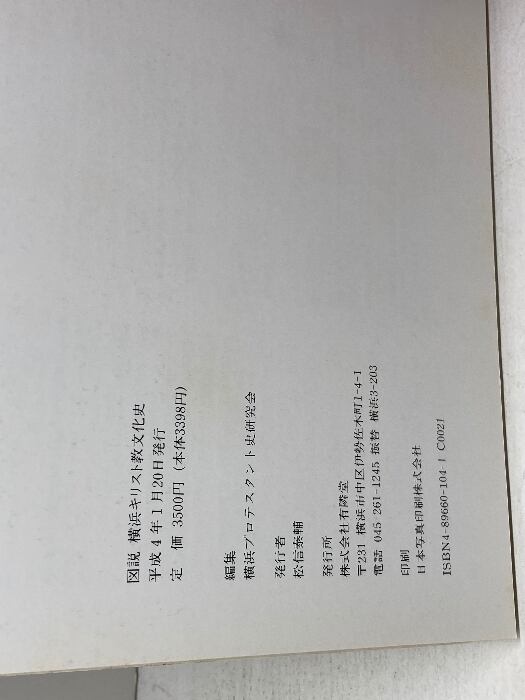 図説 横浜キリスト教文化史
平成4年1月20日発行
定 価 3500円 (本体3398円)
編集
横浜プロテスタント史研究会
発行者
松信泰輔
発行所
株式会社有隣堂
〒231 横浜市中区伊勢佐木町1-4-1
電話 045 261-1245 振替 横浜3-203
印刷
日本写真印刷株式会社
ISBN4-89660-104-1 C0021